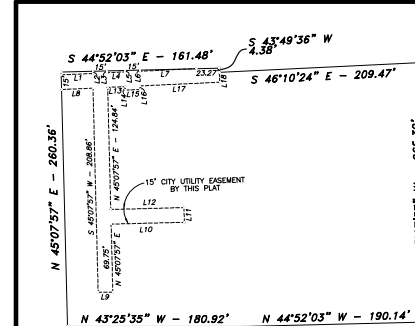 S 43°49'36" W
4.38'
S 44°52'03" E - 161.48'
15'
15'
L1
L2
L3
L4
L5
L6
L7
23.27'
L18
S 46°10'24" E - 209.47'
15'
L8
L13
L14
L15
L16
L17
N 45°07'57" E - 260.36'
S 45°07'57" W - 208.86'
N 45°07'57" E - 124.84'
15' CITY UTILITY EASEMENT
BY THIS PLAT
L12
L11
L10
69.75'
N 45°07'57" E
L9
N 43°25'35" W - 180.92'
N 44°52'03" W - 190.14'